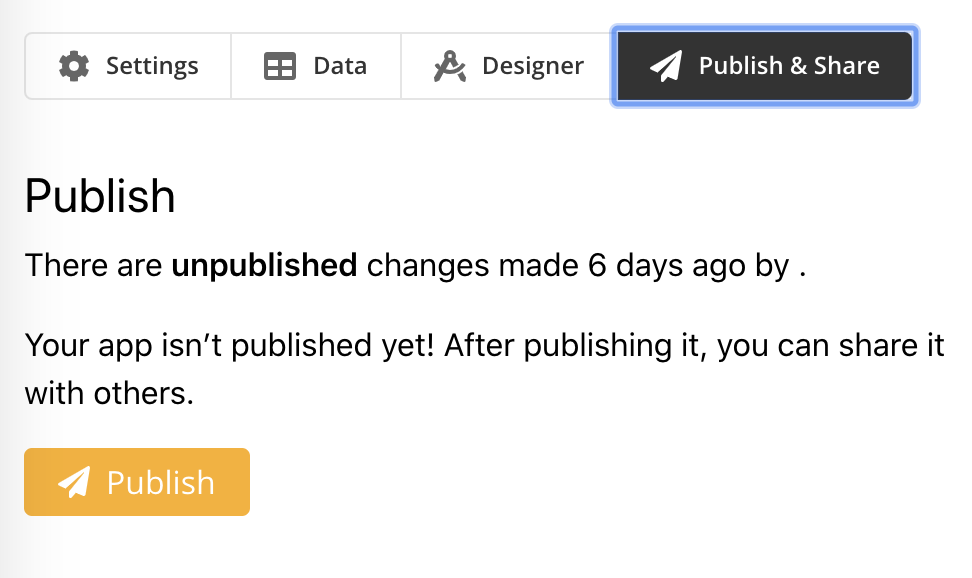 Settings Data Designer Publish & Share
Publish
There are unpublished changes made 6 days ago by .
Your app isn’t published yet! After publishing it, you can share it
with others.
Publish